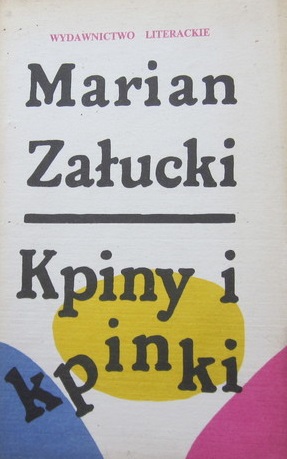 WYDAWNICTWO LITERACKIE
Marian
Załucki
Kpiny i
kpinki